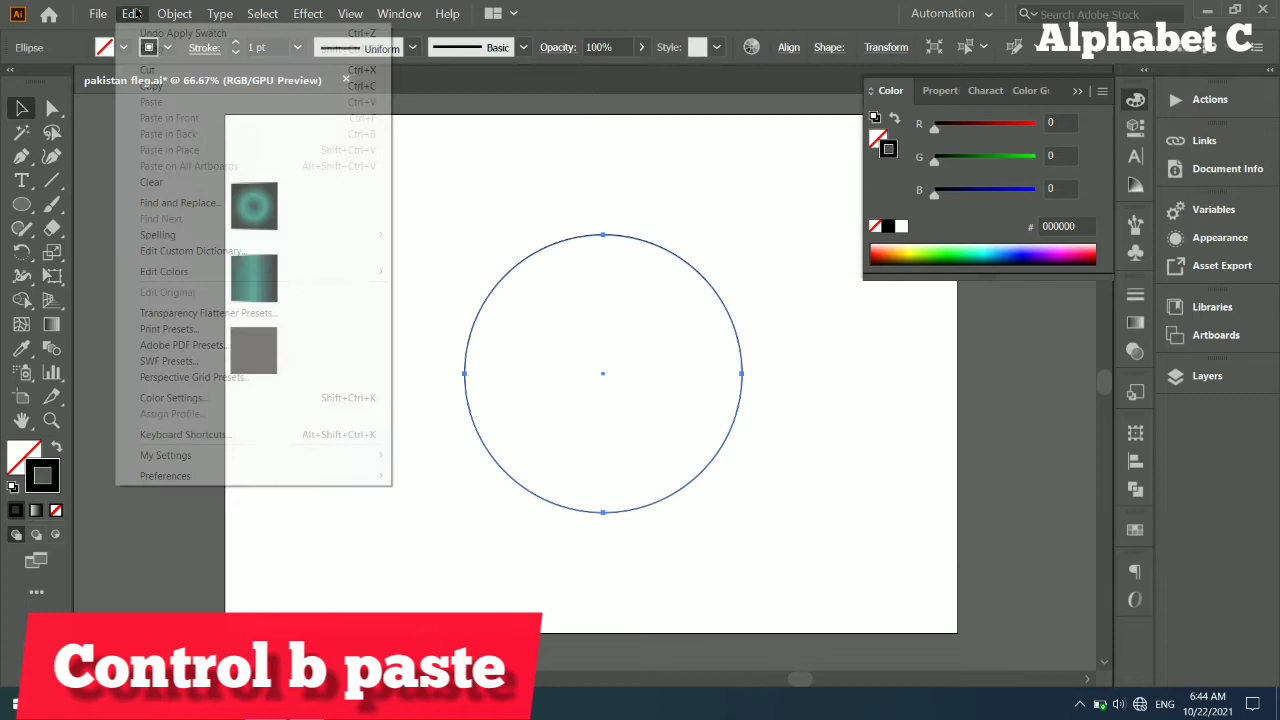 Ai File Edit Object Type Select Effect View Window Help Automation Search Adobe Stock
Alphabet C
Ellipse Stroke: 1 pt Uniform Basic Opacity: 100% Style: Align Shape: Transform
pakistan fleg.ai* @ 66.67% (RGB/GPU Preview) ×
Undo Apply Swatch Ctrl+Z
Shift+Ctrl+Z
Cut Ctrl+X
Copy Ctrl+C
Paste Ctrl+V
Paste in Front Ctrl+F
Paste in Back Ctrl+B
Paste in Place Shift+Ctrl+V
Paste on All Artboards Alt+Shift+Ctrl+V
Clear
Find and Replace...
Find Next
Spelling
Edit Custom Dictionary...
Edit Colors
Edit Original
Transparency Flattener Presets...
Print Presets...
Adobe PDF Presets...
SWF Presets...
Perspective Grid Presets...
Color Settings... Shift+Ctrl+K
Assign Profile...
Keyboard Shortcuts... Alt+Shift+Ctrl+K
My Settings
Preferences
Color Properti Charact Color Gu
R 0
G 0
B 0
# 000000
Actions
Links
Document Info
Variables
Appearance
Asset Export
Libraries
Artboards
Layers
Control b paste
ENG
6:44 AM
10/22/2021